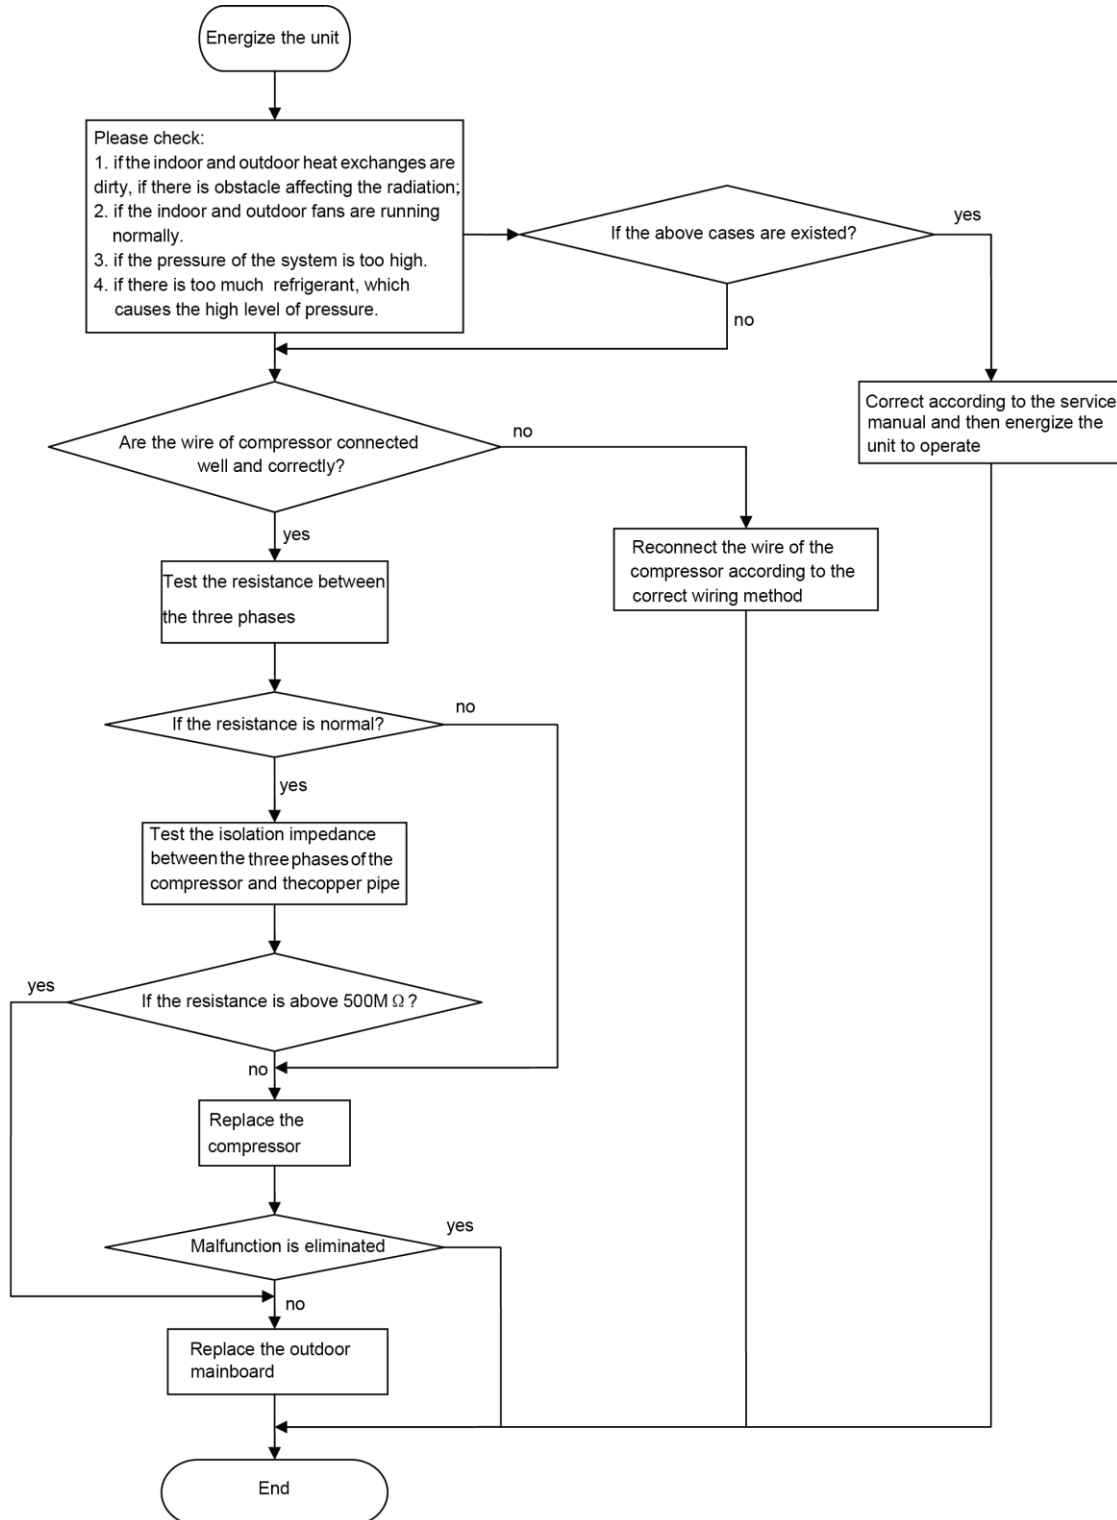 Energize the unit
Please check:
1. if the indoor and outdoor heat exchanges are
dirty, if there is obstacle affecting the radiation;
2. if the indoor and outdoor fans are running
normally.
3. if the pressure of the system is too high.
4. if there is too much refrigerant, which
causes the high level of pressure.
If the above cases are existed?
yes
no
Correct according to the service
manual and then energize the
unit to operate
Are the wire of compressor connected
well and correctly?
no
yes
Reconnect the wire of the
compressor according to the
correct wiring method
Test the resistance between
the three phases
If the resistance is normal?
no
yes
Test the isolation impedance
between the three phases of the
compressor and thecopper pipe
If the resistance is above 500M Ω ?
yes
no
Replace the
compressor
Malfunction is eliminated
yes
no
Replace the outdoor
mainboard
End